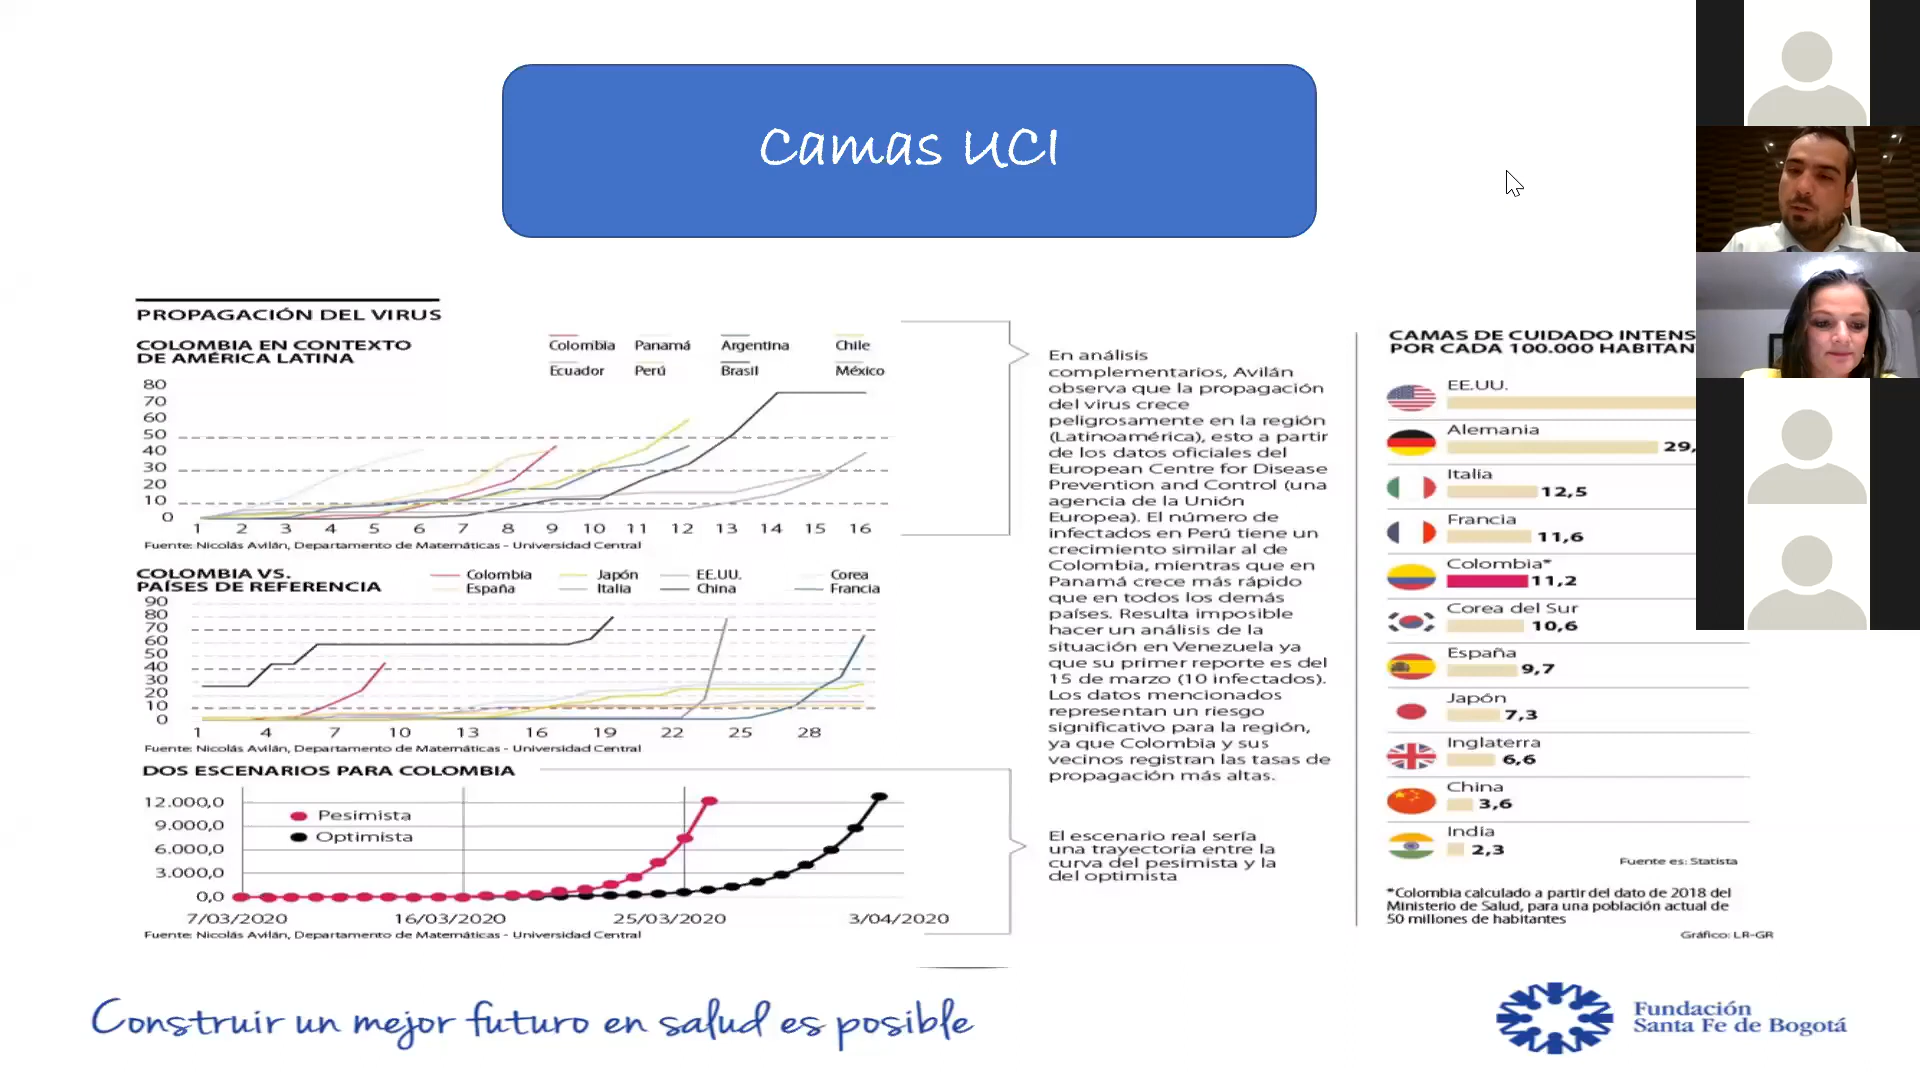 Camas UCI
PROPAGACIÓN DEL VIRUS
COLOMBIA EN CONTEXTO
DE AMÉRICA LATINA
Colombia Panamá Argentina Chile
Ecuador Perú Brasil México
80
70
60
50
40
30
20
10
0
1 2 3 4 5 6 7 8 9 10 11 12 13 14 15 16
Fuente: Nicolás Avilán, Departamento de Matemáticas - Universidad Central
COLOMBIA VS.
PAÍSES DE REFERENCIA
Colombia Japón EE.UU. Corea
España Italia China Francia
90
80
70
60
50
40
30
20
10
0
1 4 7 10 13 16 19 22 25 28
Fuente: Nicolás Avilán, Departamento de Matemáticas - Universidad Central
DOS ESCENARIOS PARA COLOMBIA
Pesimista
Optimista
12.000,0
9.000,0
6.000,0
3.000,0
0,0
7/03/2020 16/03/2020 25/03/2020 3/04/2020
Fuente: Nicolás Avilán, Departamento de Matemáticas - Universidad Central
En análisis
complementarios, Avilán
observa que la propagación
del virus crece
peligrosamente en la región
(Latinoamérica), esto a partir
de los datos oficiales del
European Centre for Disease
Prevention and Control (una
agencia de la Unión
Europea). El número de
infectados en Perú tiene un
crecimiento similar al de
Colombia, mientras que en
Panamá crece más rápido
que en todos los demás
países. Resulta imposible
hacer un análisis de la
situación en Venezuela ya
que su primer reporte es del
15 de marzo (10 infectados).
Los datos mencionados
representan un riesgo
significativo para la región,
ya que Colombia y sus
vecinos registran las tasas de
propagación más altas.
El escenario real sería
una trayectoria entre la
curva del pesimista y la
del optimista
CAMAS DE CUIDADO INTENS
POR CADA 100.000 HABITAN
EE.UU.
Alemania
29,
Italia
12,5
Francia
11,6
Colombia*
11,2
Corea del Sur
10,6
España
9,7
Japón
7,3
Inglaterra
6,6
China
3,6
India
2,3
Fuente es: Statista
*Colombia calculado a partir del dato de 2018 del
Ministerio de Salud, para una población actual de
50 millones de habitantes
Gráfico: LR-GR
Construir un mejor futuro en salud es posible
Fundación
Santa Fe de Bogotá